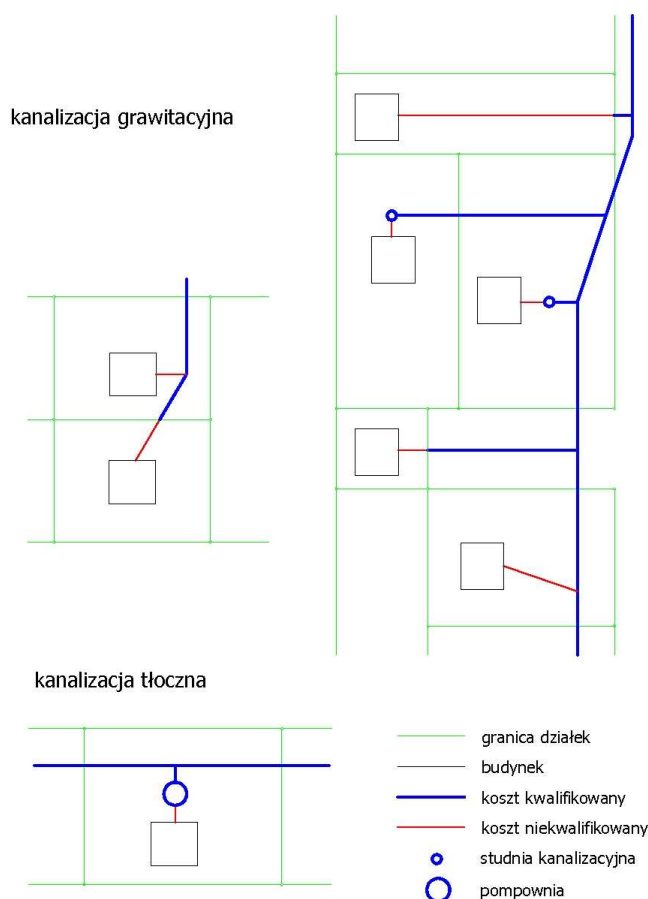 kanalizacja grawitacyjna
kanalizacja tłoczna
granica działek
budynek
koszt kwalifikowany
koszt niekwalifikowany
studnia kanalizacyjna
pompownia